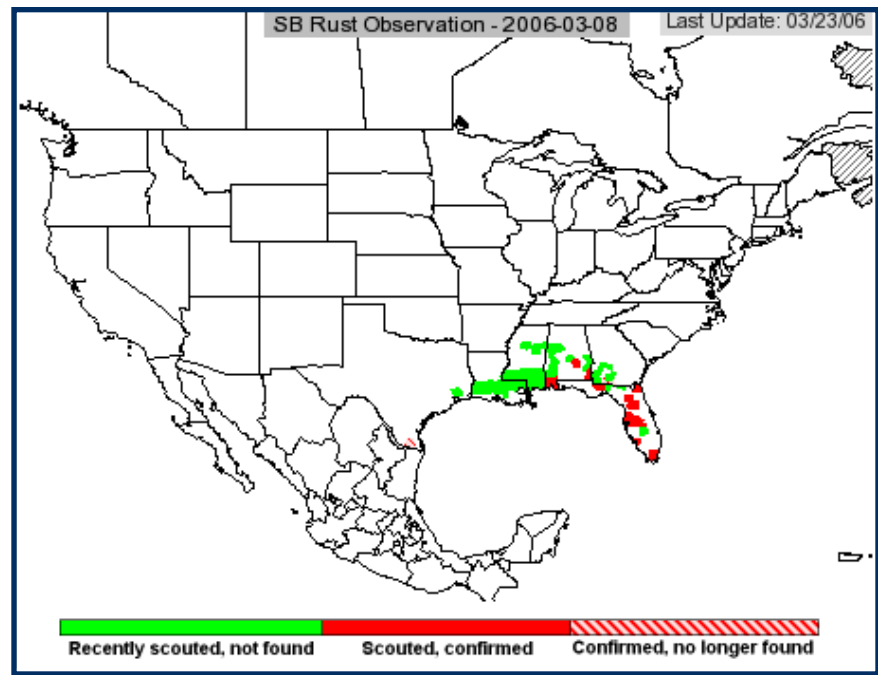 SB Rust Observation - 2006-03-08
Last Update: 03/23/06
Recently scouted, not found
Scouted, confirmed
Confirmed, no longer found